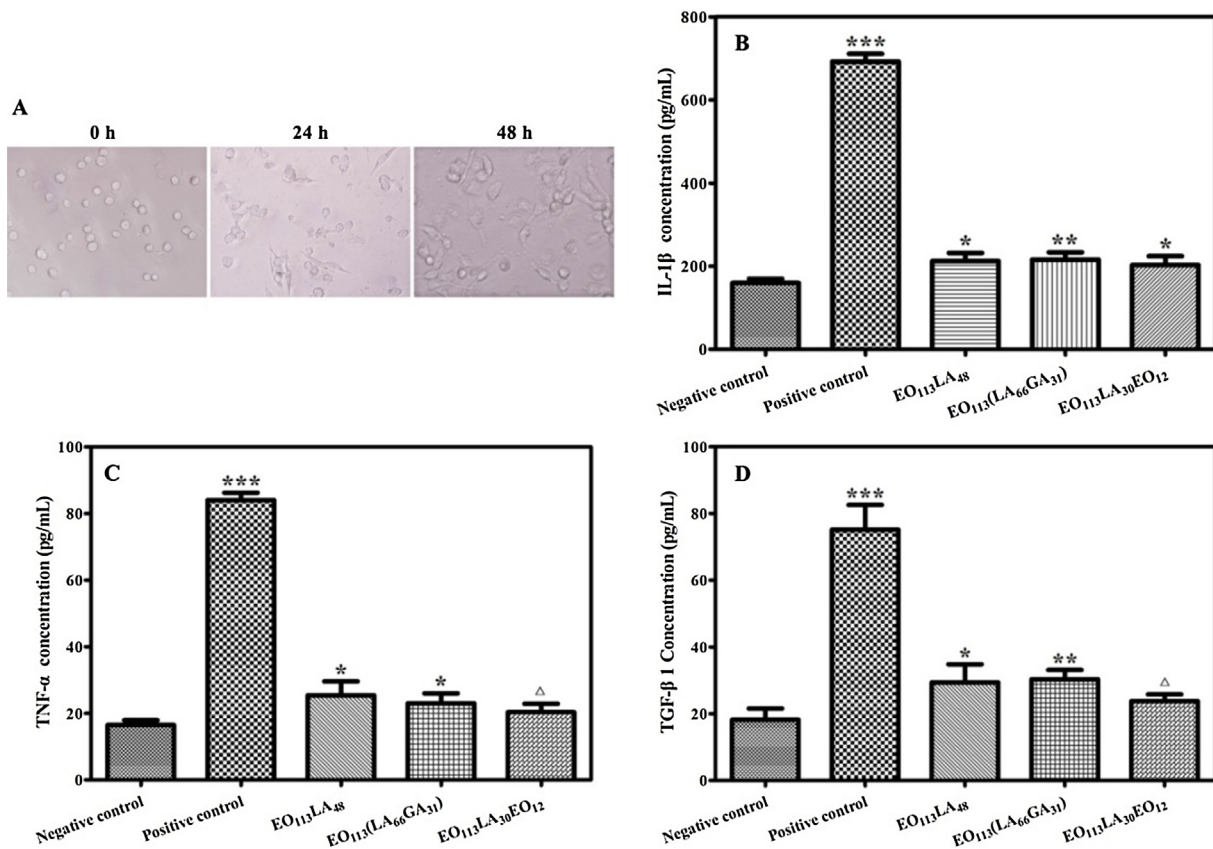 A
0 h 24 h 48 h
B
IL-1β concentration (pg/mL)
800
600
400
200
0
***
*
**
*
Negative control
Positive control
EO₁₁₃LA₄₈
EO₁₁₃(LA₆₆GA₃₁)
EO₁₁₃LA₃₀EO₁₂
C
TNF-α concentration (pg/mL)
100
80
60
40
20
0
***
*
*
△
Negative control
Positive control
EO₁₁₃LA₄₈
EO₁₁₃(LA₆₆GA₃₁)
EO₁₁₃LA₃₀EO₁₂
D
TGF-β 1 Concentration (pg/mL)
100
80
60
40
20
0
***
*
**
△
Negative control
Positive control
EO₁₁₃LA₄₈
EO₁₁₃(LA₆₆GA₃₁)
EO₁₁₃LA₃₀EO₁₂